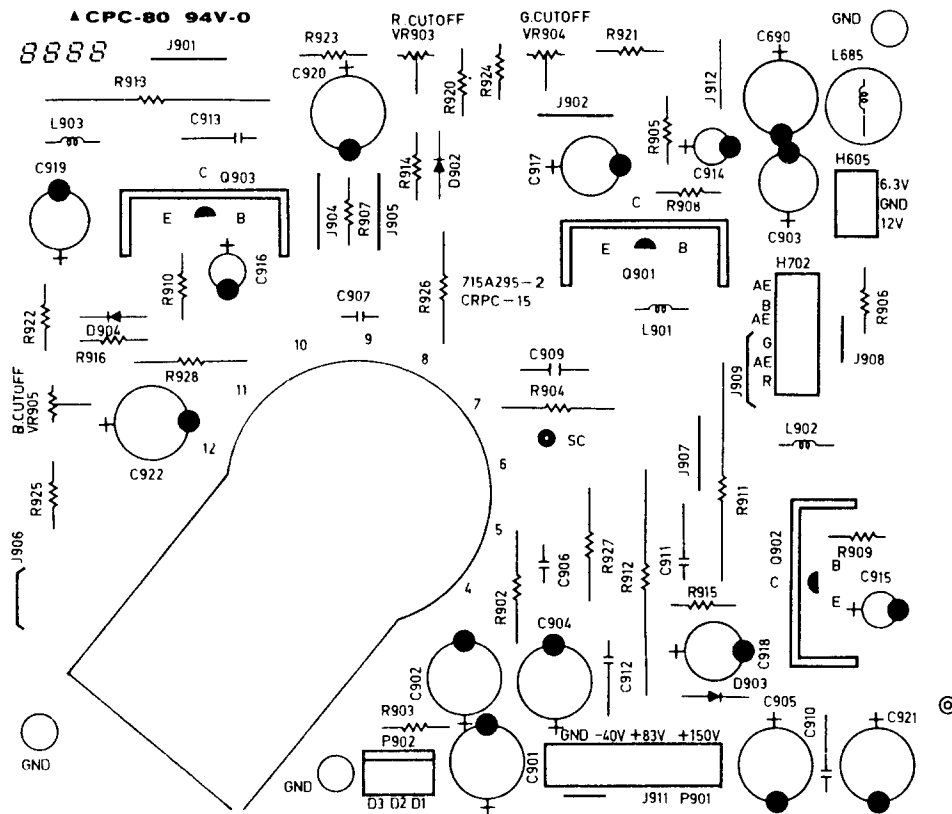 ▲CPC-80 94V-0
8888
J901
R913
L903
C913
C919
C Q903
E B
C916
R910
R922
D904
R916
R928
B.CUTUFF
VR905
C922
R925
J906
R923
C920
R.CUTOFF
VR903
R920
R924
G.CUTOFF
VR904
R921
C690
GND
L685
J912
J902
R905
R914
D902
C917
C914
H605
6.3V
GND
12V
J904
R907
J905
C
R908
C903
E B
Q901
H702
AE
B
AE
G
AE
R
R906
J908
J909
R926
715A295-2
CRPC-15
C907
L901
10
9
8
11
12
7
6
5
4
C909
R904
SC
L902
J907
R911
R927
R912
C911
C906
R902
Q902
C
B
E
R909
C915
R915
C918
D903
C904
C912
C902
R903
P902
D3 D2 D1
GND
GND
C901
GND -40V +83V +150V
J911 P901
C905
C910
C921